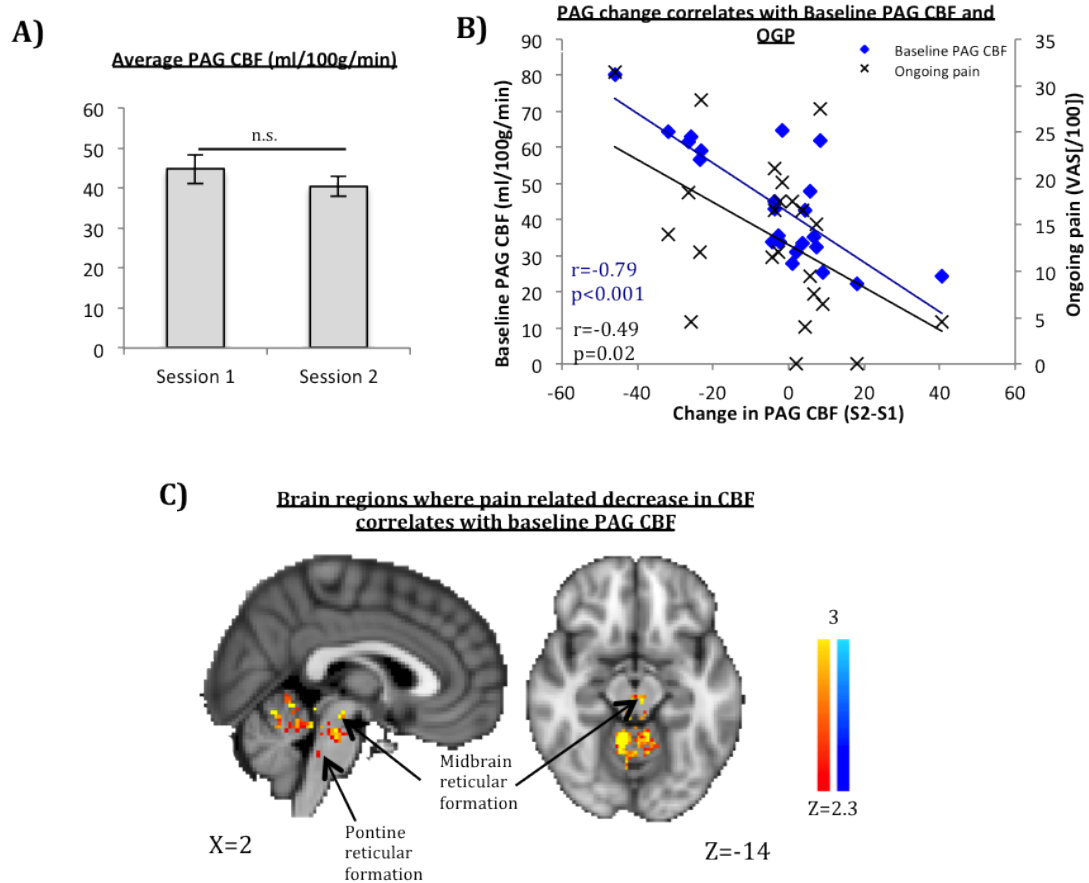 A)
Average PAG CBF (ml/100g/min)
60
50
40
30
20
10
0
n.s.
Session 1
Session 2
B)
PAG change correlates with Baseline PAG CBF and
OGP
Baseline PAG CBF
Ongoing pain
Baseline PAG CBF (ml/100g/min)
90
80
70
60
50
40
30
20
10
0
r=-0.79
p<0.001
r=-0.49
p=0.02
35
30
25
20
15
10
5
0
Ongoing pain (VAS[/100])
-60
-40
-20
0
20
40
60
Change in PAG CBF (S2-S1)
C)
Brain regions where pain related decrease in CBF
correlates with baseline PAG CBF
Midbrain
reticular
formation
Pontine
reticular
formation
X=2
Z=-14
3
Z=2.3